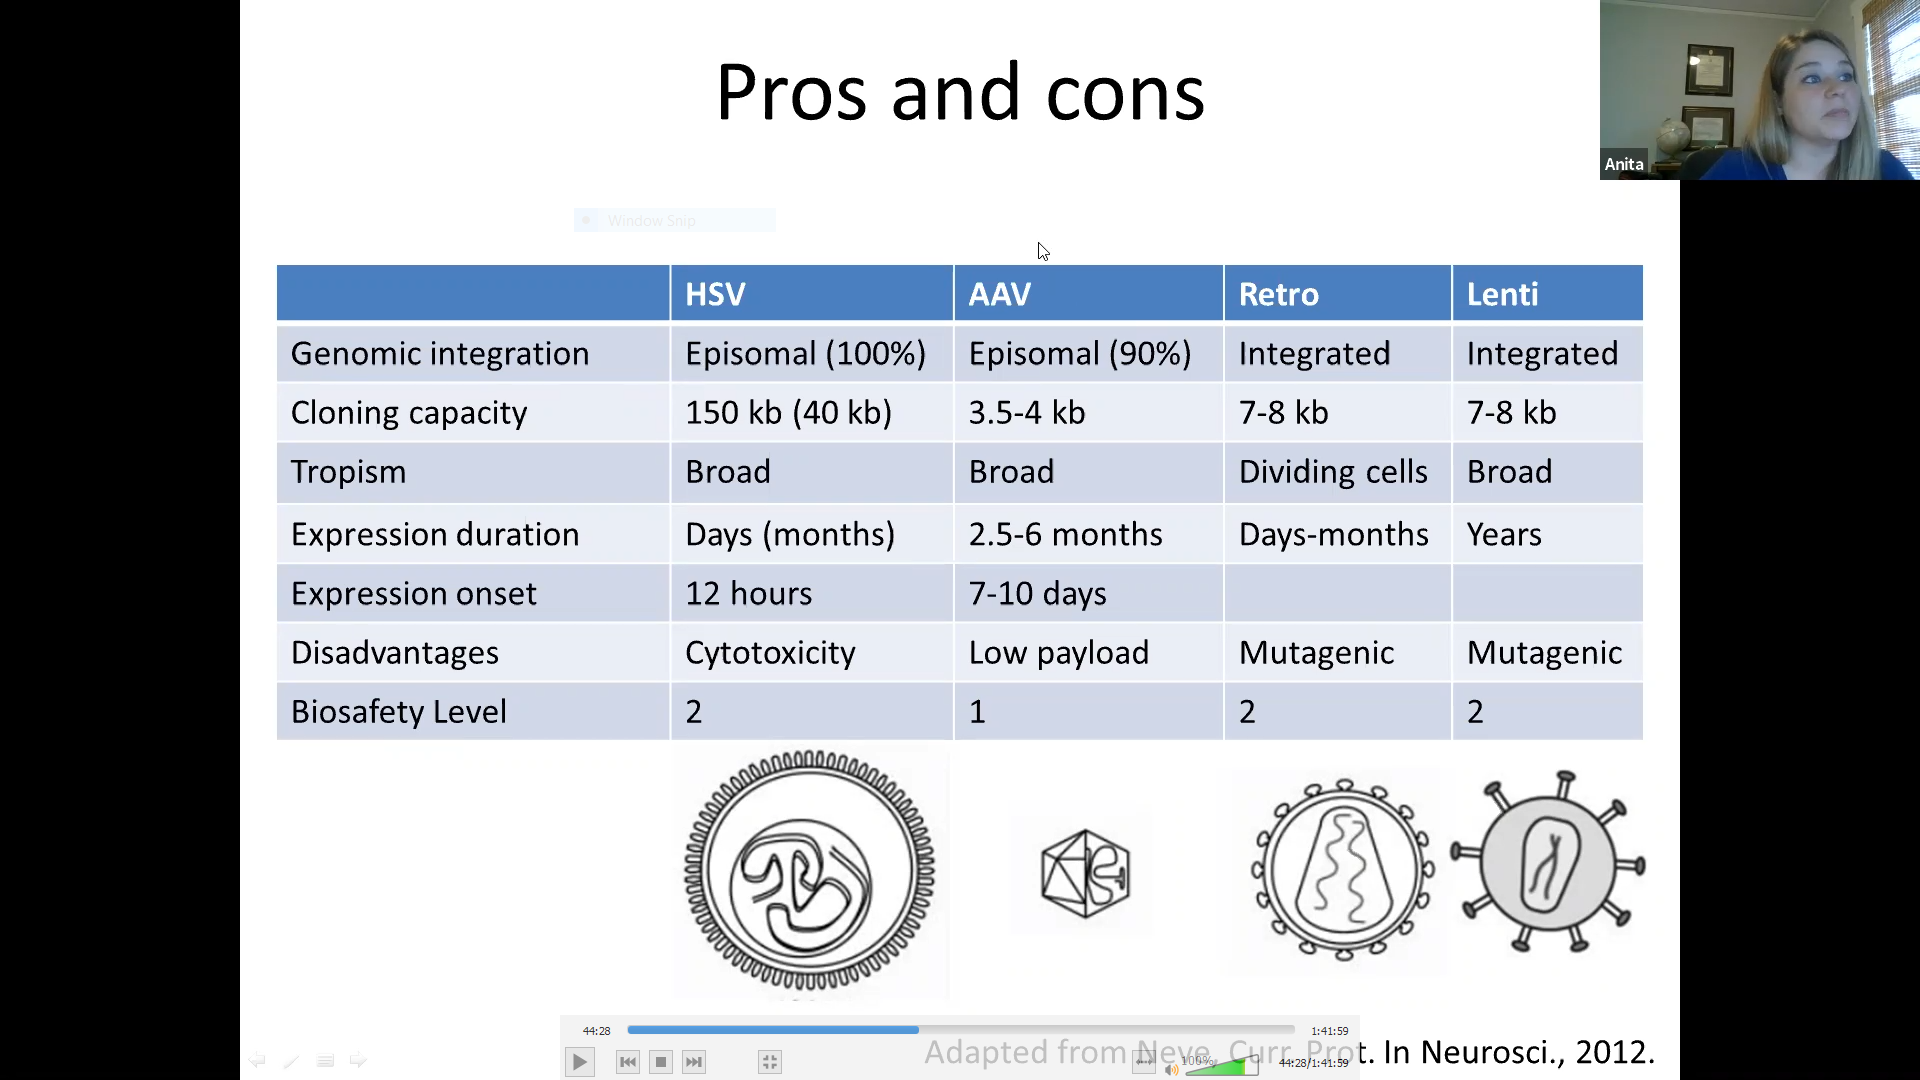 Pros and cons
Anita
Window Snip
HSV AAV Retro Lenti
Genomic integration Episomal (100%) Episomal (90%) Integrated Integrated
Cloning capacity 150 kb (40 kb) 3.5-4 kb 7-8 kb 7-8 kb
Tropism Broad Broad Dividing cells Broad
Expression duration Days (months) 2.5-6 months Days-months Years
Expression onset 12 hours 7-10 days
Disadvantages Cytotoxicity Low payload Mutagenic Mutagenic
Biosafety Level 2 1 2 2
44:28 1:41:59
Adapted from Neve, Curr. Prot. In Neurosci., 2012.
100% 44:28/1:41:59